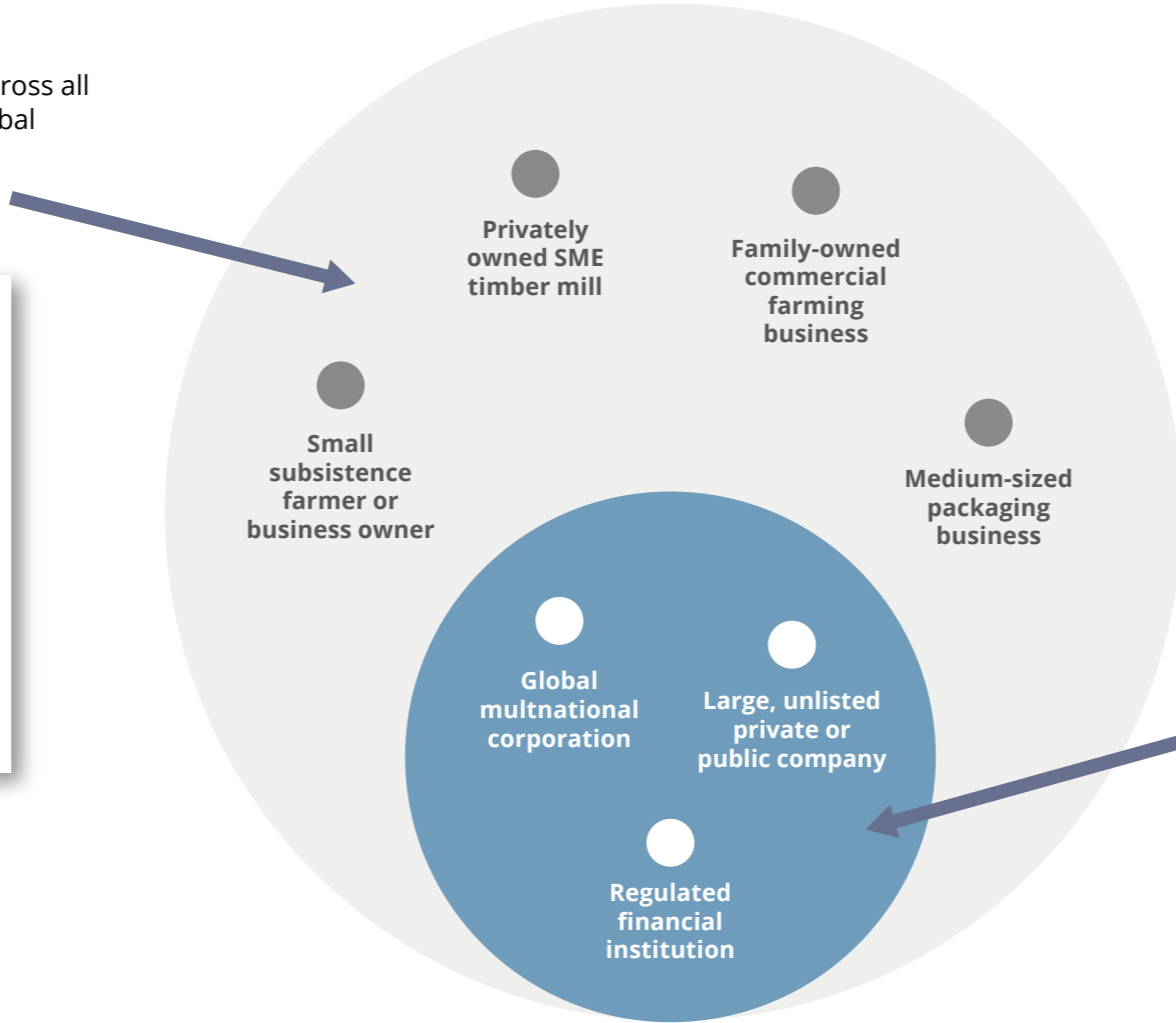 ross all
bal
Privately
owned SME
timber mill
Family-owned
commercial
farming
business
Small
subsistence
farmer or
business owner
Medium-sized
packaging
business
Global
multnational
corporation
Large, unlisted
private or
public company
Regulated
financial
institution